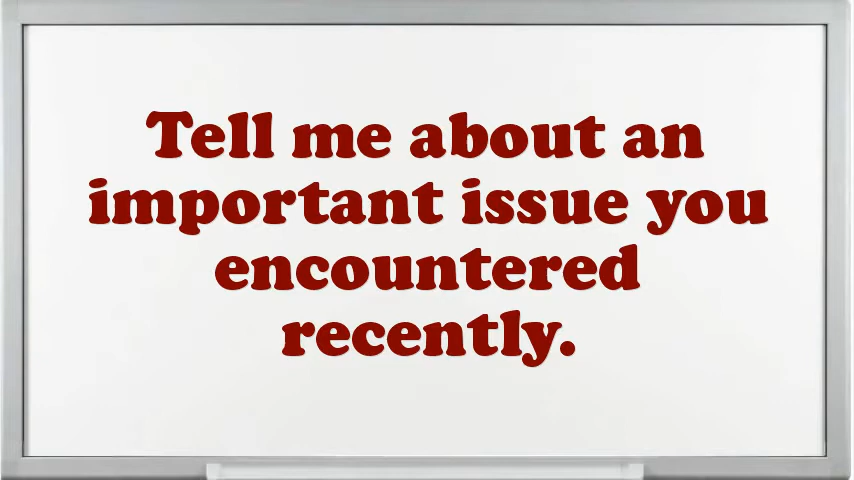 Tell me about an
important issue you
encountered
recently.